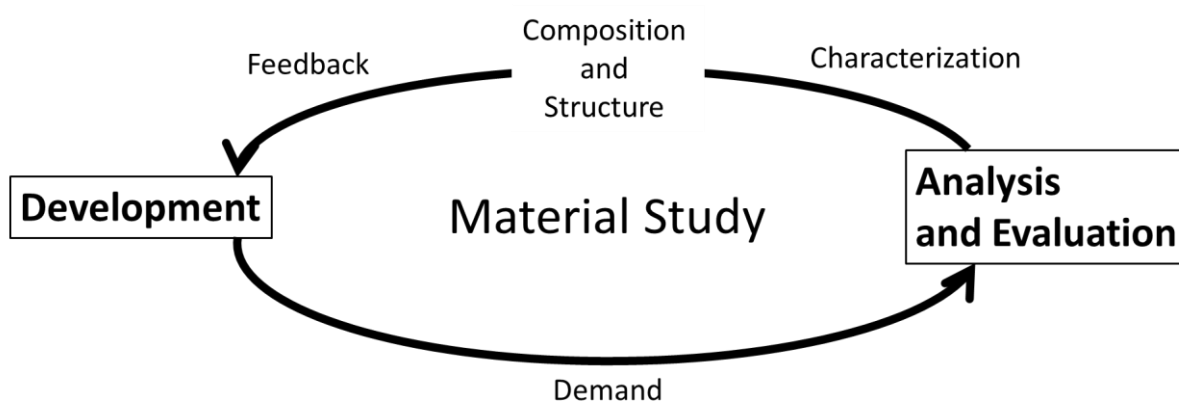 Composition
and
Structure
Feedback
Characterization
Development
Material Study
Analysis
and Evaluation
Demand